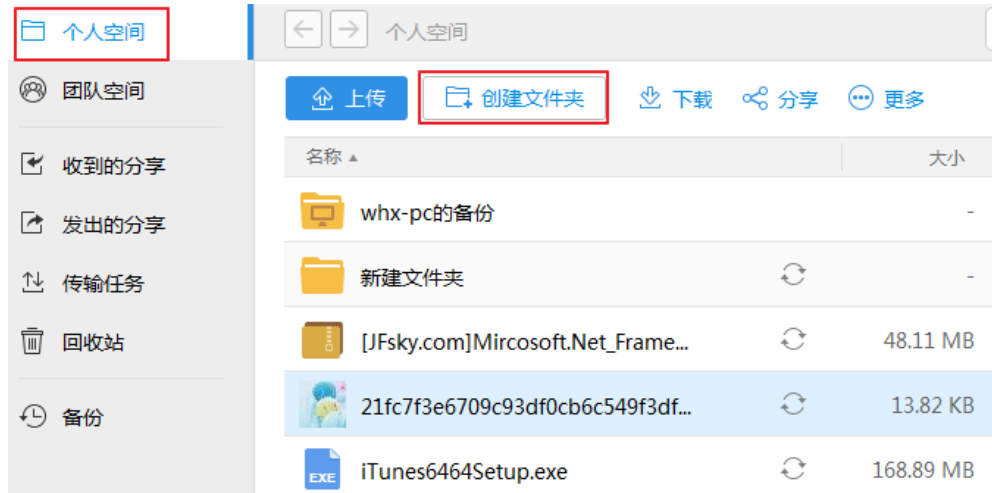 个人空间
团队空间
收到的分享
发出的分享
传输任务
回收站
备份
个人空间
上传 创建文件夹 下载 分享 更多
名称 大小
whx-pc的备份 -
新建文件夹 -
[JFsky.com]Mircosoft.Net_Frame... 48.11 MB
21fc7f3e6709c93df0cb6c549f3df... 13.82 KB
EXE iTunes6464Setup.exe 168.89 MB